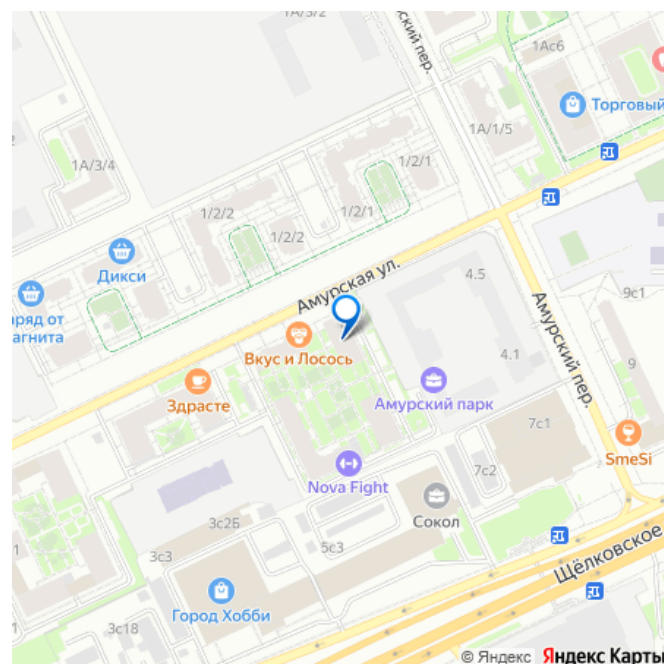 1А/3/2
ский пер.
1Ас6
Торговый
1А/1/5
1А/3/4
1/2/1
1/2/2
1/2/1
1/2/2
Дикси
Амурская ул.
4.5
9с1
аряд от
агнита
Амурский пер.
Вкус и Лосось
4.1
9
Здрасте
Амурский парк
7с1
SmeSi
7с2
Nova Fight
Сокол
3с2Б
5с3
3с3
1
Щёлковское
Город Хобби
3с18
© Яндекс Яндекс Карты